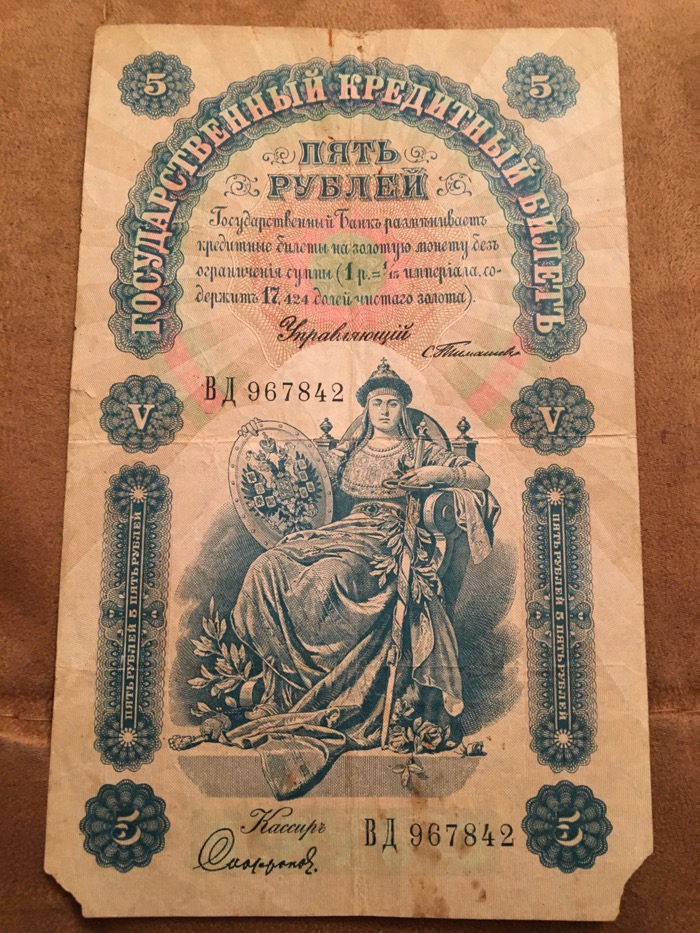 5 5
ГОСУДАРСТВЕННЫЙ КРЕДИТНЫЙ БИЛЕТЪ
ПЯТЬ
РУБЛЕЙ
Государственный Банкъ размѣниваетъ
кредитные билеты на золотую монету безъ
ограниченія суммы (1 р. = 1/15 имперіала, со-
держитъ 17,424 долей чистаго золота).
Управляющій
С. Тимашевъ
ВД 967842
V V
ПЯТЬ РУБЛЕЙ 5 ПЯТЬ РУБЛЕЙ
ПЯТЬ РУБЛЕЙ 5 ПЯТЬ РУБЛЕЙ
Кассиръ
ВД 967842
5 5